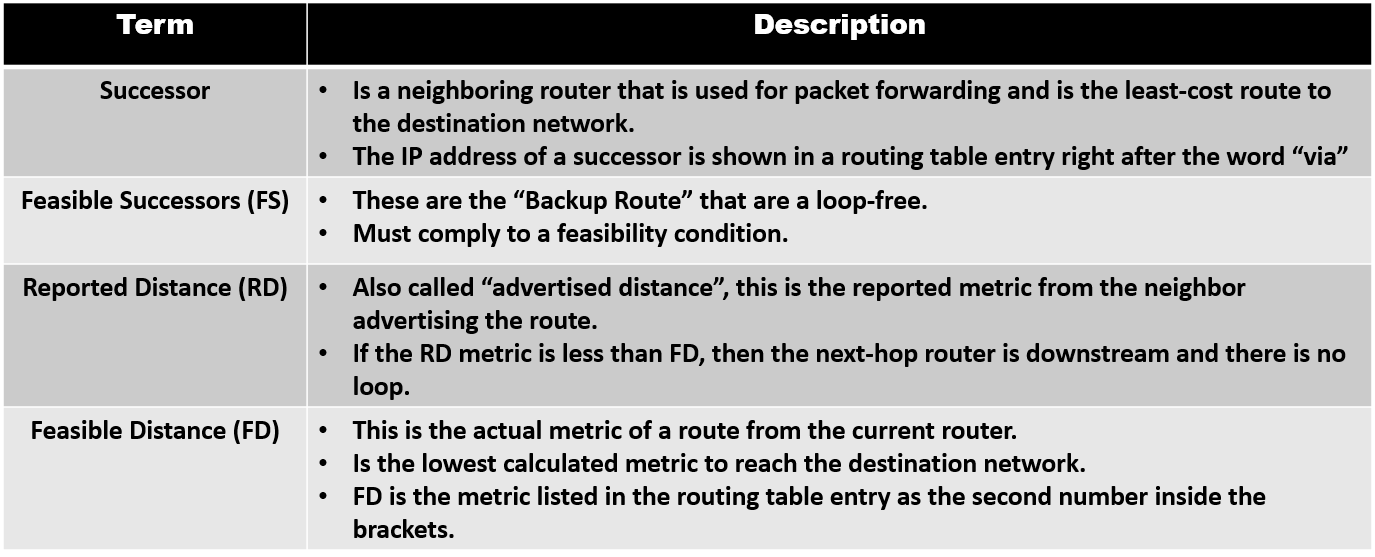 Term
Description
Successor
• Is a neighboring router that is used for packet forwarding and is the least-cost route to
the destination network.
• The IP address of a successor is shown in a routing table entry right after the word “via”
Feasible Successors (FS)
• These are the “Backup Route” that are a loop-free.
• Must comply to a feasibility condition.
Reported Distance (RD)
• Also called “advertised distance”, this is the reported metric from the neighbor
advertising the route.
• If the RD metric is less than FD, then the next-hop router is downstream and there is no
loop.
Feasible Distance (FD)
• This is the actual metric of a route from the current router.
• Is the lowest calculated metric to reach the destination network.
• FD is the metric listed in the routing table entry as the second number inside the
brackets.